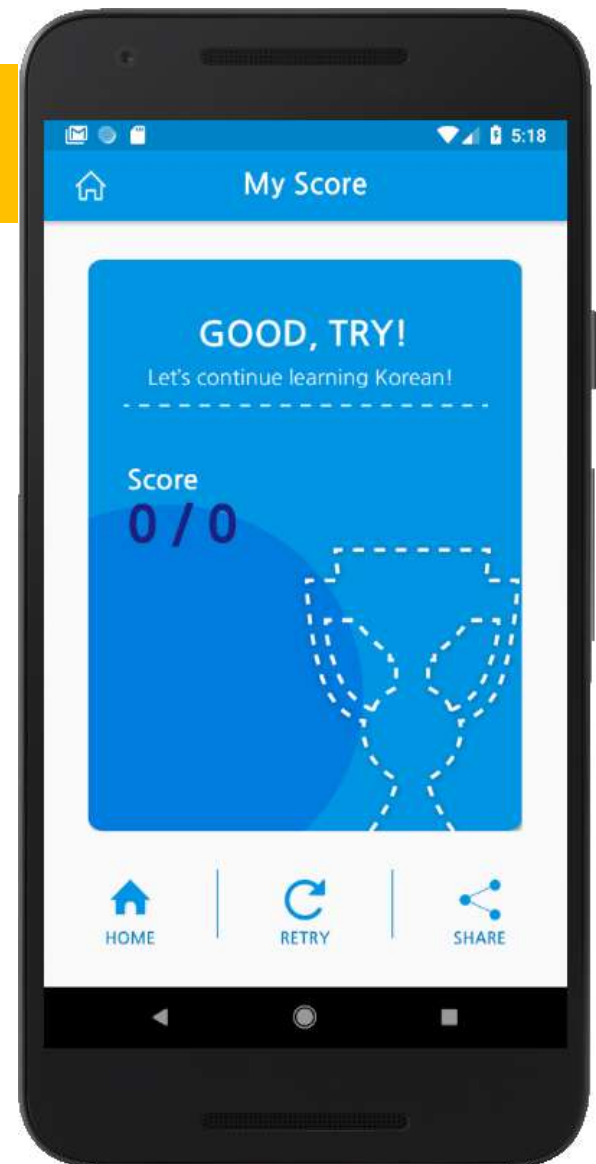 5:18
My Score
GOOD, TRY!
Let's continue learning Korean!
Score
0 / 0
HOME
RETRY
SHARE